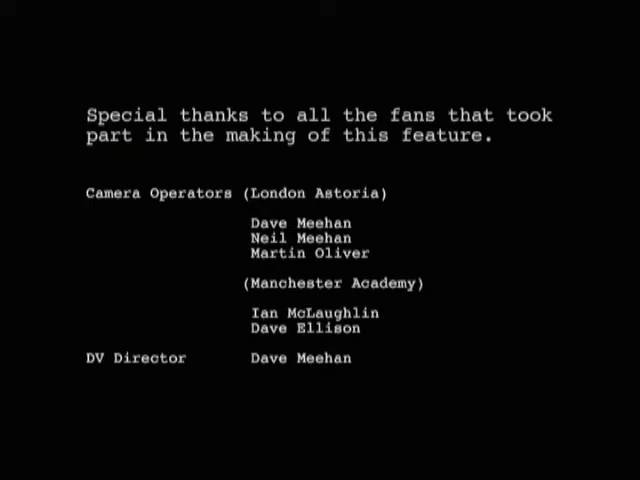 Special thanks to all the fans that took
part in the making of this feature.
Camera Operators (London Astoria)
Dave Meehan
Neil Meehan
Martin Oliver
(Manchester Academy)
Ian McLaughlin
Dave Ellison
DV Director Dave Meehan